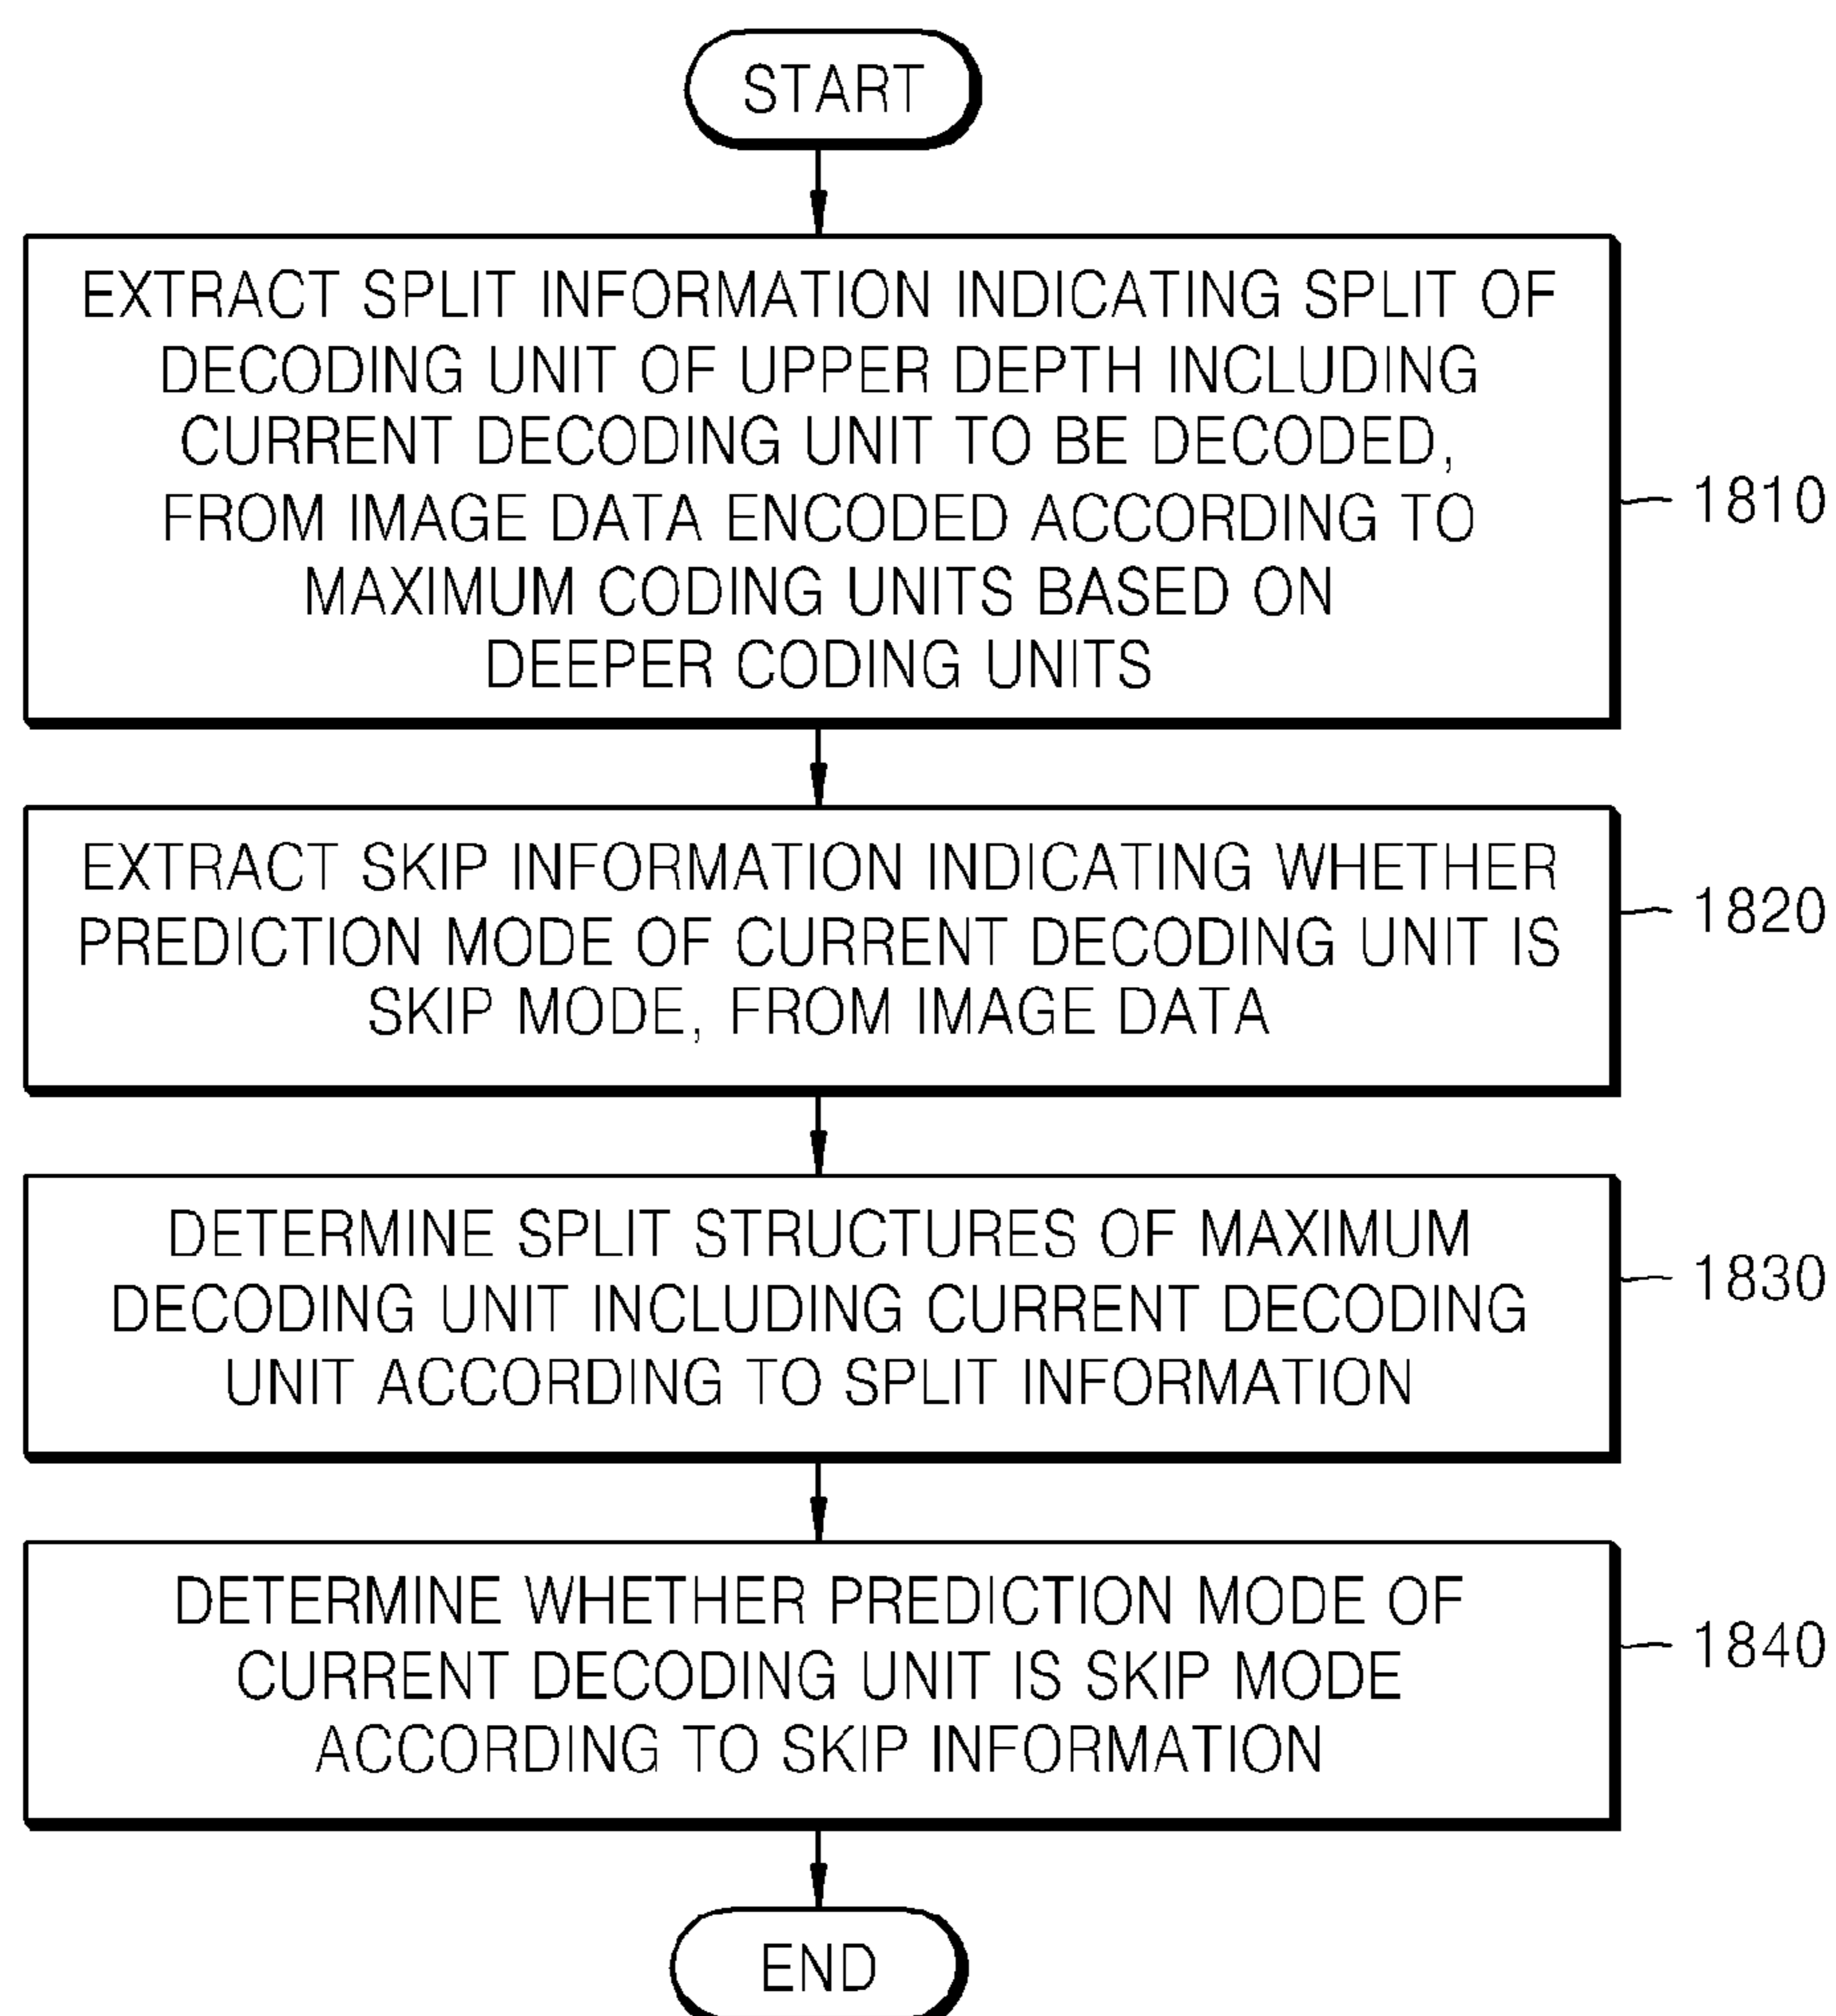 START
EXTRACT SPLIT INFORMATION INDICATING SPLIT OF
DECODING UNIT OF UPPER DEPTH INCLUDING
CURRENT DECODING UNIT TO BE DECODED,
FROM IMAGE DATA ENCODED ACCORDING TO
MAXIMUM CODING UNITS BASED ON
DEEPER CODING UNITS
1810
EXTRACT SKIP INFORMATION INDICATING WHETHER
PREDICTION MODE OF CURRENT DECODING UNIT IS
SKIP MODE, FROM IMAGE DATA
1820
DETERMINE SPLIT STRUCTURES OF MAXIMUM
DECODING UNIT INCLUDING CURRENT DECODING
UNIT ACCORDING TO SPLIT INFORMATION
1830
DETERMINE WHETHER PREDICTION MODE OF
CURRENT DECODING UNIT IS SKIP MODE
ACCORDING TO SKIP INFORMATION
1840
END